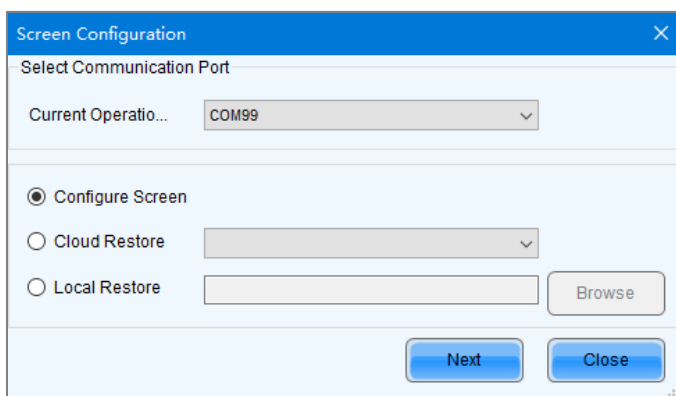 Screen Configuration
Select Communication Port
Current Operatio... COM99
Configure Screen
Cloud Restore
Local Restore Browse
Next Close